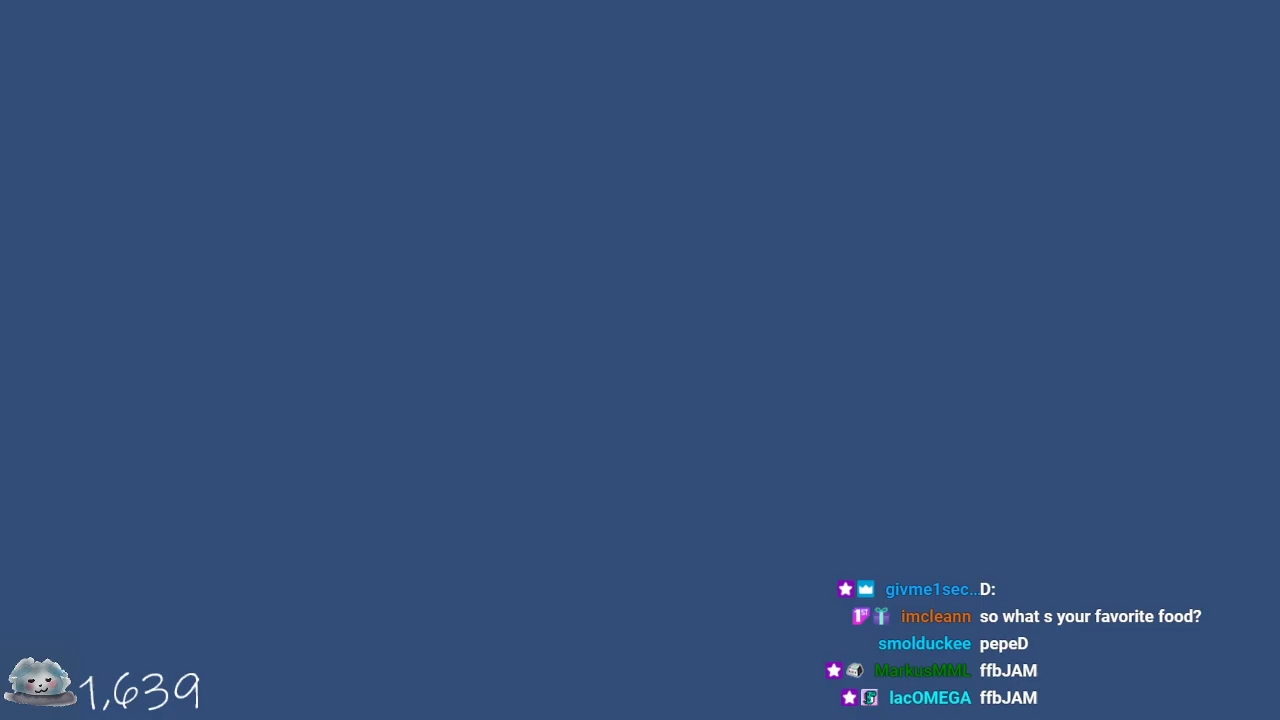 givme1sec...D:
imcleann so what s your favorite food?
smolduckee pepeD
MarkusMML ffbJAM
lacOMEGA ffbJAM
1,639